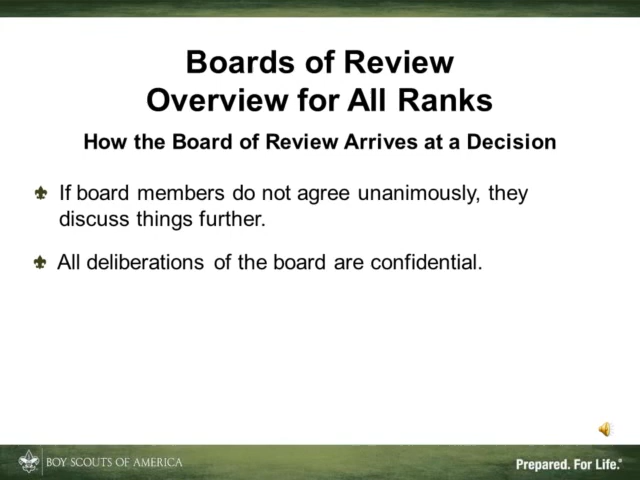 Boards of Review
Overview for All Ranks
How the Board of Review Arrives at a Decision
If board members do not agree unanimously, they
discuss things further.
All deliberations of the board are confidential.
BOY SCOUTS OF AMERICA
Prepared. For Life.®